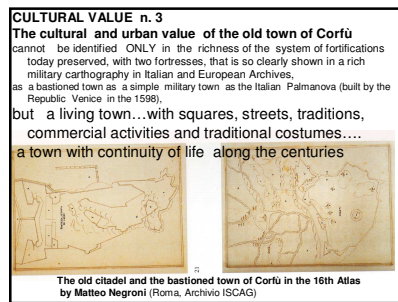 CULTURAL VALUE n. 3
The cultural and urban value of the old town of Corfù
cannot be identified ONLY in the richness of the system of fortifications
today preserved, with two fortresses, that is so clearly shown in a rich
military carthography in Italian and European Archives,
as a bastioned town as a simple military town as the Italian Palmanova (built by the
Republic Venice in the 1598),
but a living town…with squares, streets, traditions,
commercial activities and traditional costumes….
a town with continuity of life along the centuries
The old citadel and the bastioned town of Corfù in the 16th Atlas
by Matteo Negroni (Roma, Archivio ISCAG)